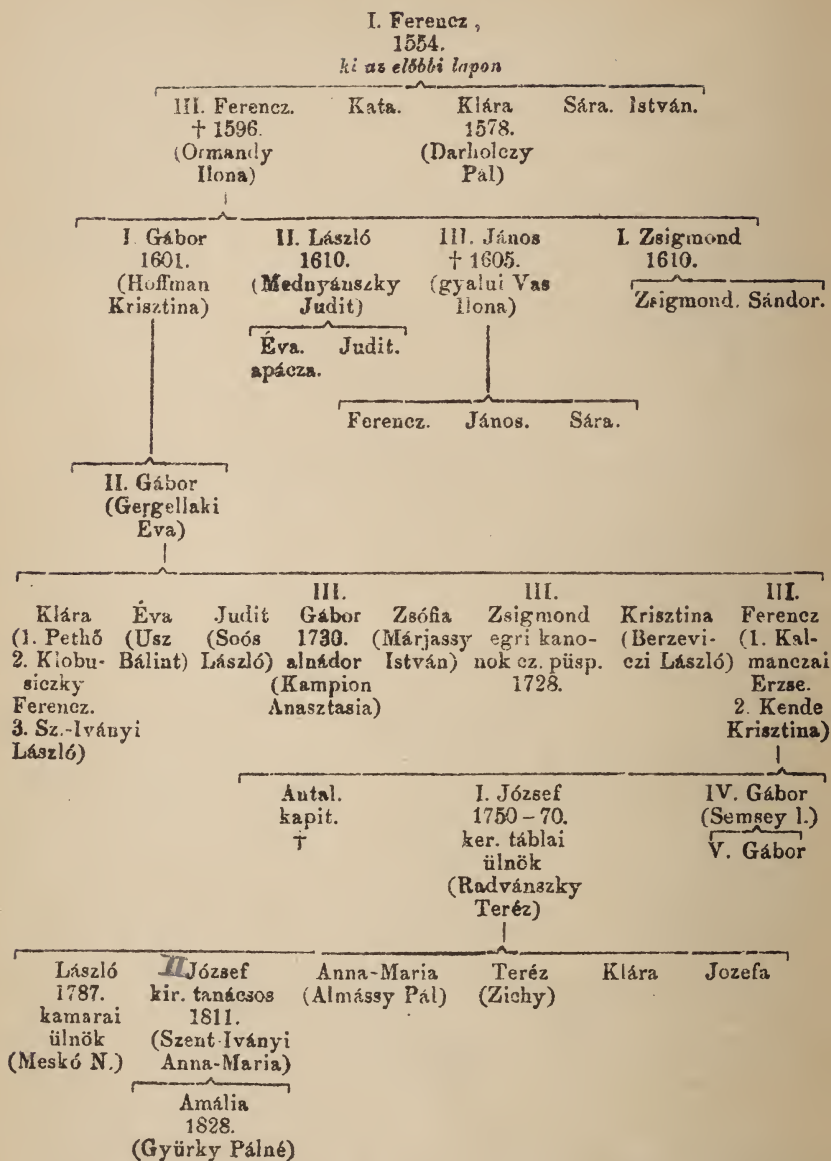 I. Ferencz,
1554.
ki az előbbi lapon
III. Ferencz. Kata. Klára Sára. István.
† 1596. 1578.
(Ormandy (Darholczy
Ilona) Pál)
I. Gábor II. László III. János I. Zsigmond
1601. 1610. † 1605. 1610.
(Hoffman (Mednyánszky (gyalui Vas Zsigmond. Sándor.
Krisztina) Judit) Ilona)
Éva. Judit.
apácza.
Ferencz. János. Sára.
II. Gábor
(Gergellaki
Éva)
III. III. III.
Klára Éva Judit Gábor Zsófia Zsigmond Krisztina Ferencz
(1. Pethő (Usz (Soós 1730. (Márjassy egri kano- (Berzevi- (1. Kal-
2. Klobu- Bálint) László) alnádor István) nok cz. püsp. czi László) manczai
siczky (Kampion 1728. Erzse.
Ferencz. Anasztasia) 2. Kende
3. Sz.-Iványi Krisztina)
László)
Antal. I. József IV. Gábor
kapit. 1750–70. (Semsey I.)
† ker. táblai V. Gábor
ülnök
(Radvánszky
Teréz)
László II József Anna-Maria Teréz Klára Jozefa
1787. kir. tanácsos (Almássy Pál) (Zichy)
kamarai 1811.
ülnök (Szent-Iványi
(Meskó N.) Anna-Maria)
Amália
1828.
(Gyürky Pálné)